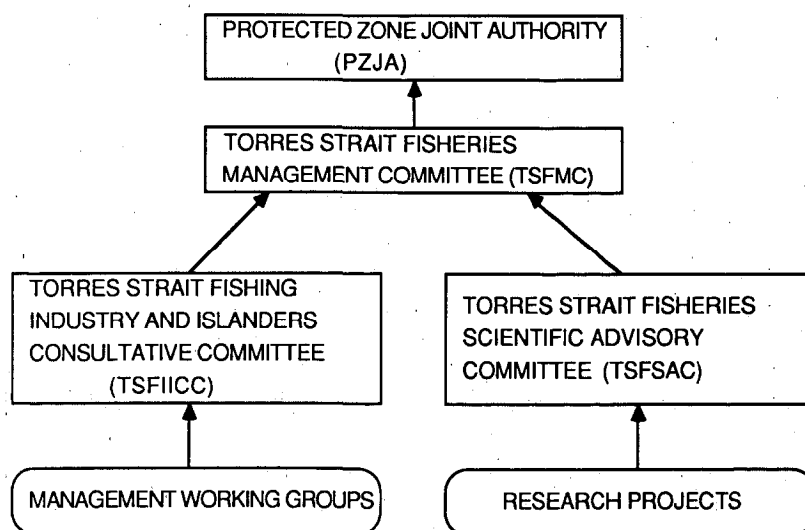 PROTECTED ZONE JOINT AUTHORITY
(PZJA)
TORRES STRAIT FISHERIES
MANAGEMENT COMMITTEE (TSFMC)
TORRES STRAIT FISHING
INDUSTRY AND ISLANDERS
CONSULTATIVE COMMITTEE
(TSFIICC)
TORRES STRAIT FISHERIES
SCIENTIFIC ADVISORY
COMMITTEE (TSFSAC)
MANAGEMENT WORKING GROUPS
RESEARCH PROJECTS